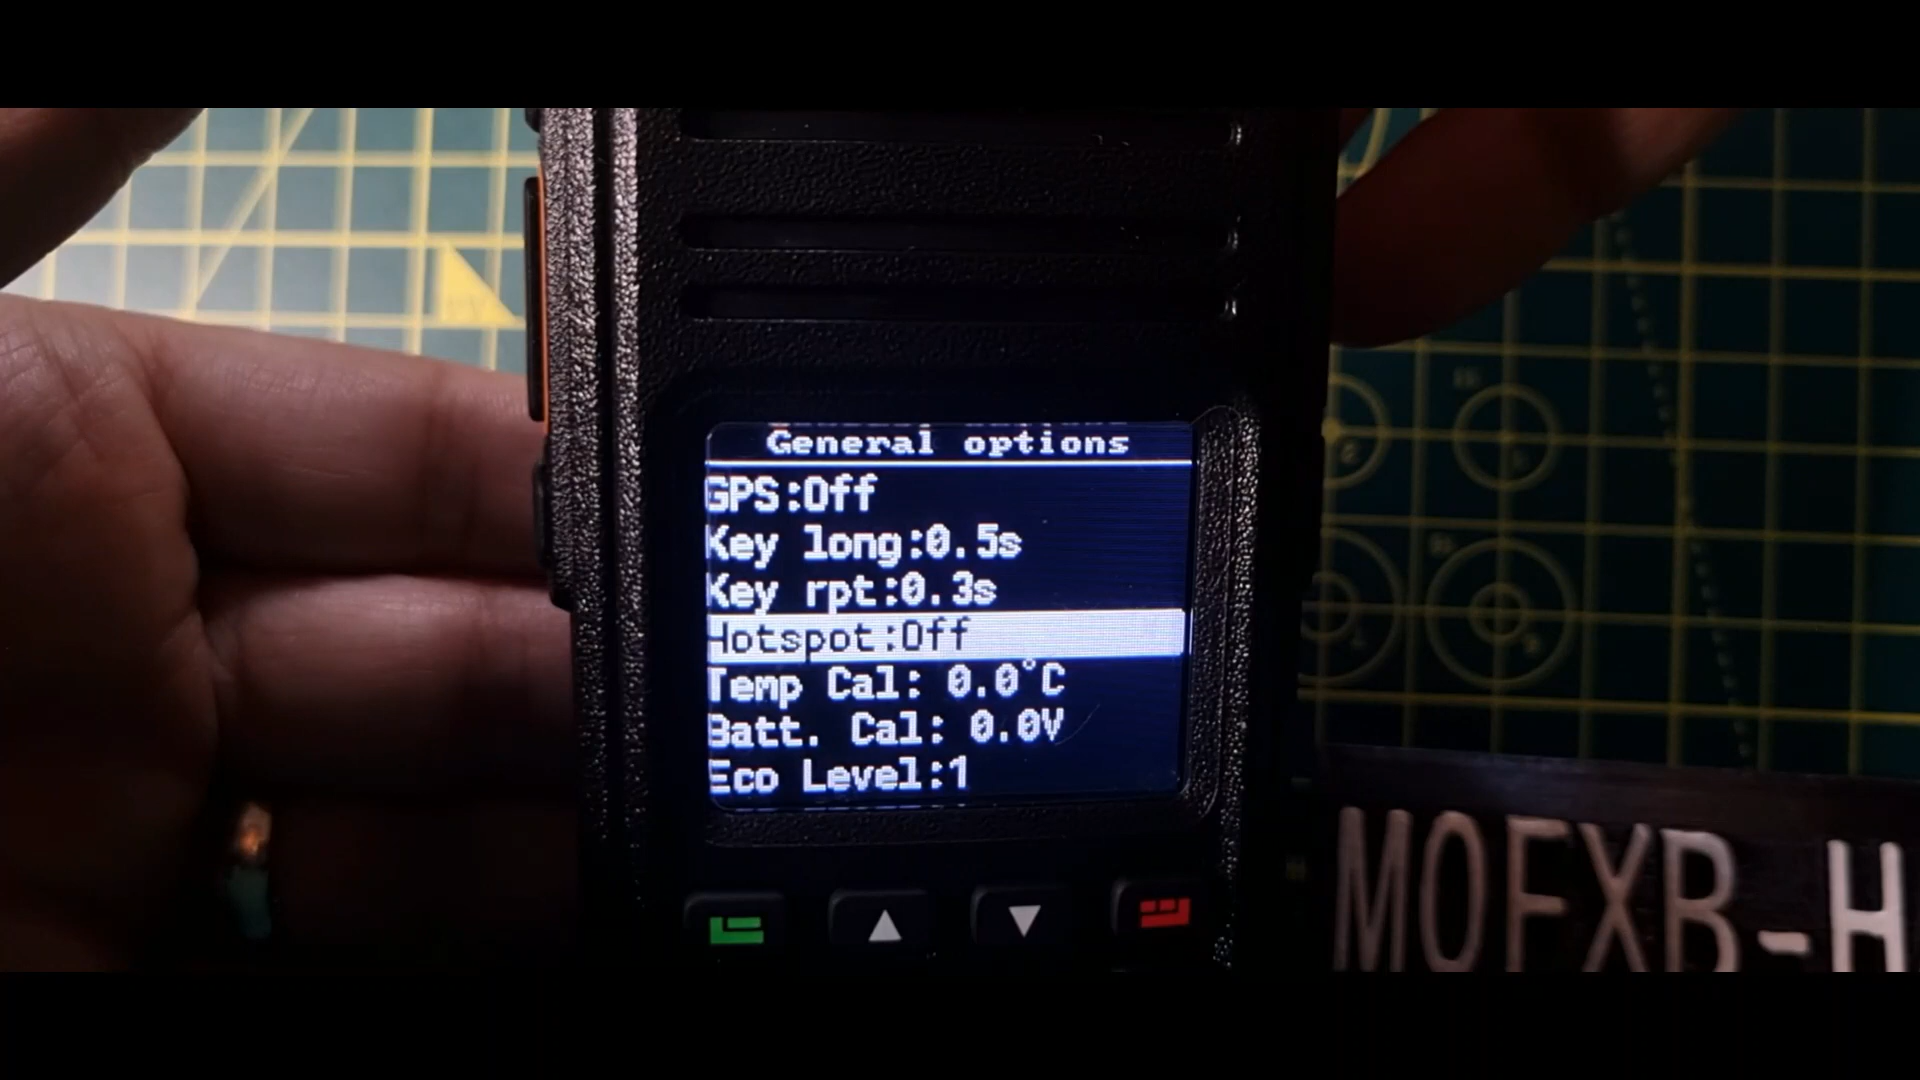 General options
GPS:Off
Key long:0.5s
Key rpt:0.3s
Hotspot:Off
Temp Cal: 0.0°C
Batt. Cal: 0.0V
Eco Level:1
M0FXB-H